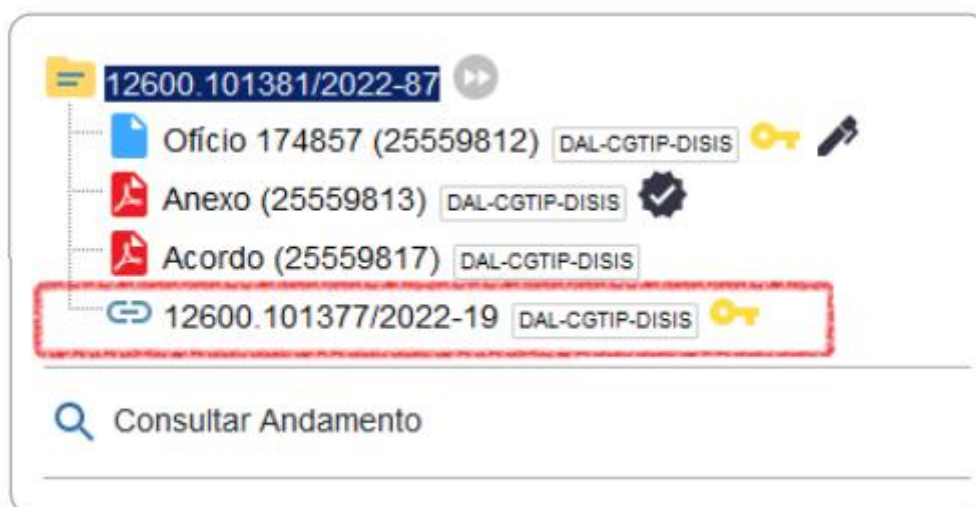 12600.101381/2022-87
Ofício 174857 (25559812) DAL-CGTIP-DISIS
Anexo (25559813) DAL-CGTIP-DISIS
Acordo (25559817) DAL-CGTIP-DISIS
12600.101377/2022-19 DAL-CGTIP-DISIS
Consultar Andamento